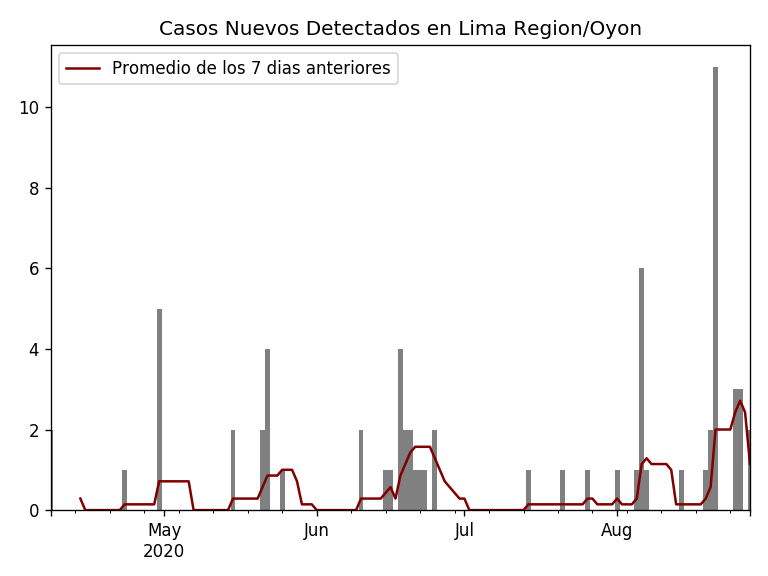 Casos Nuevos Detectados en Lima Region/Oyon
Promedio de los 7 dias anteriores
10
8
6
4
2
0
May Jun Jul Aug
2020